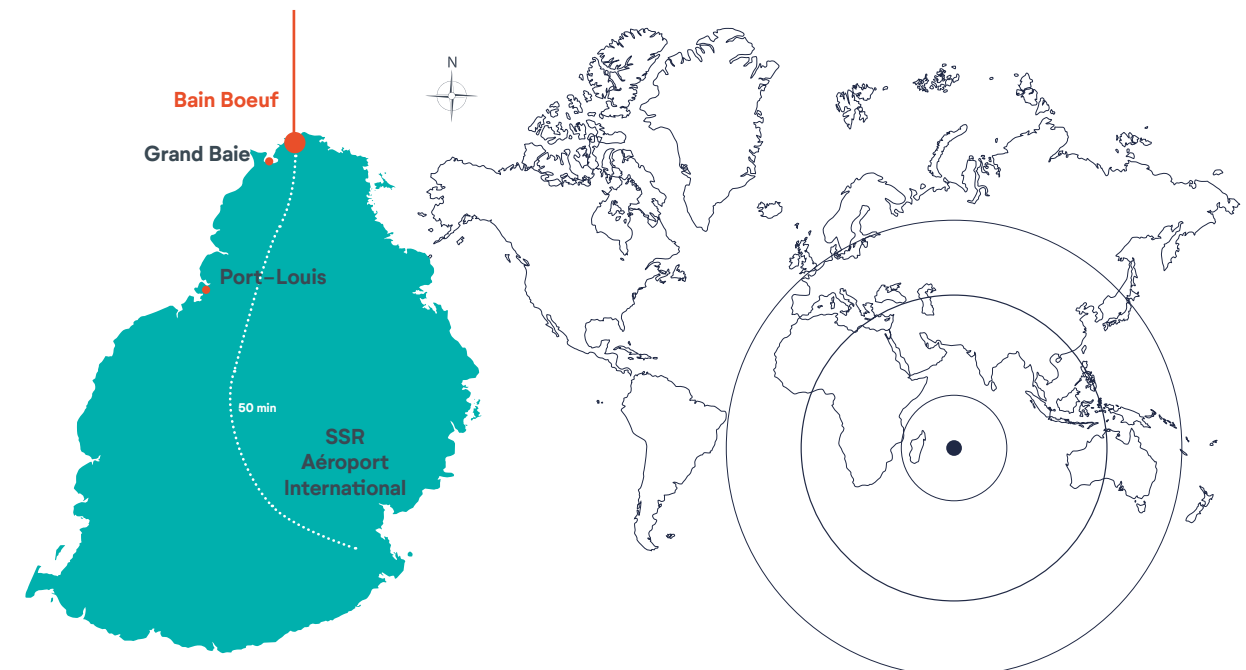 N
Bain Boeuf
Grand Baie
Port–Louis
50 min
SSR
Aéroport
International